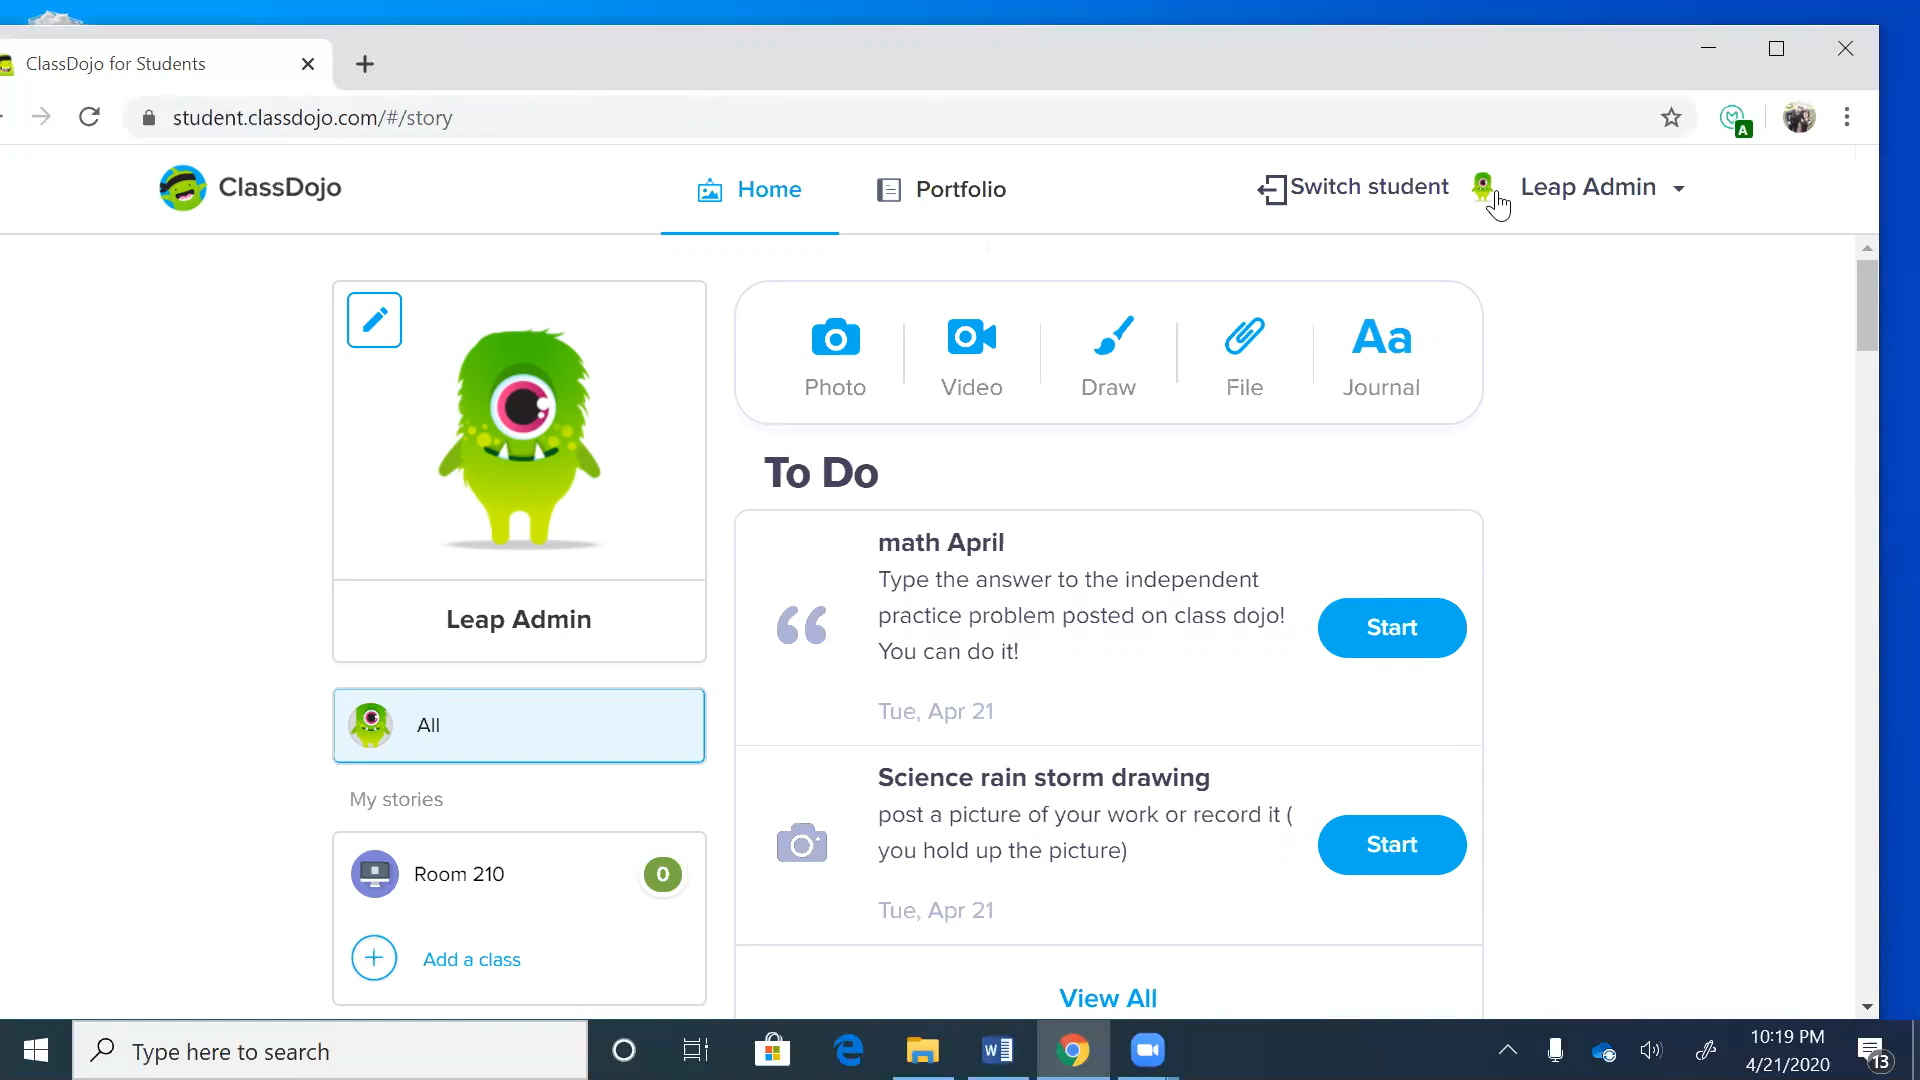 ClassDojo for Students
student.classdojo.com/#/story
A
ClassDojo
Home
Portfolio
Switch student
Leap Admin
Photo
Video
Draw
File
Aa
Journal
To Do
math April
Type the answer to the independent
practice problem posted on class dojo!
You can do it!
Start
Tue, Apr 21
Science rain storm drawing
post a picture of your work or record it (
you hold up the picture)
Start
Tue, Apr 21
View All
Leap Admin
All
My stories
Room 210
0
Add a class
Type here to search
W
10:19 PM
4/21/2020
13